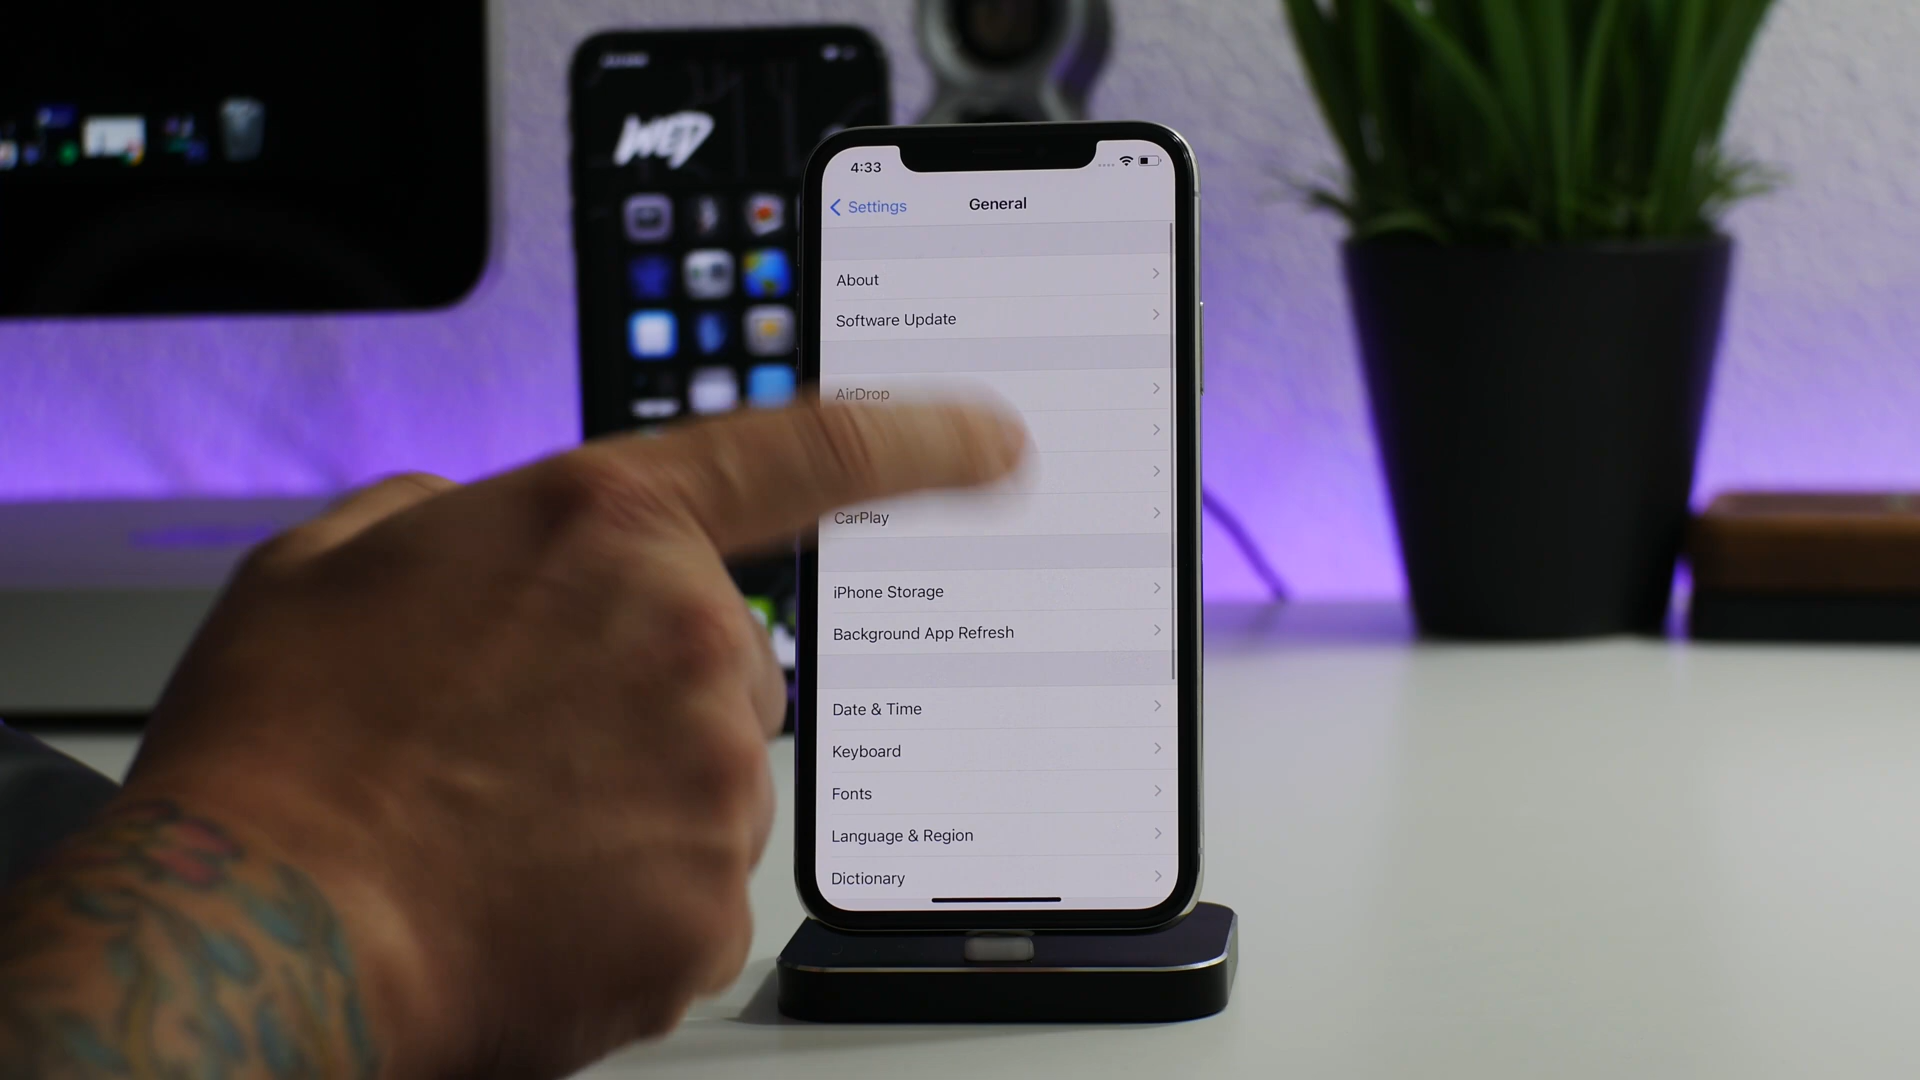 WED
4:33
Settings
General
About
Software Update
AirDrop
CarPlay
iPhone Storage
Background App Refresh
Date & Time
Keyboard
Fonts
Language & Region
Dictionary